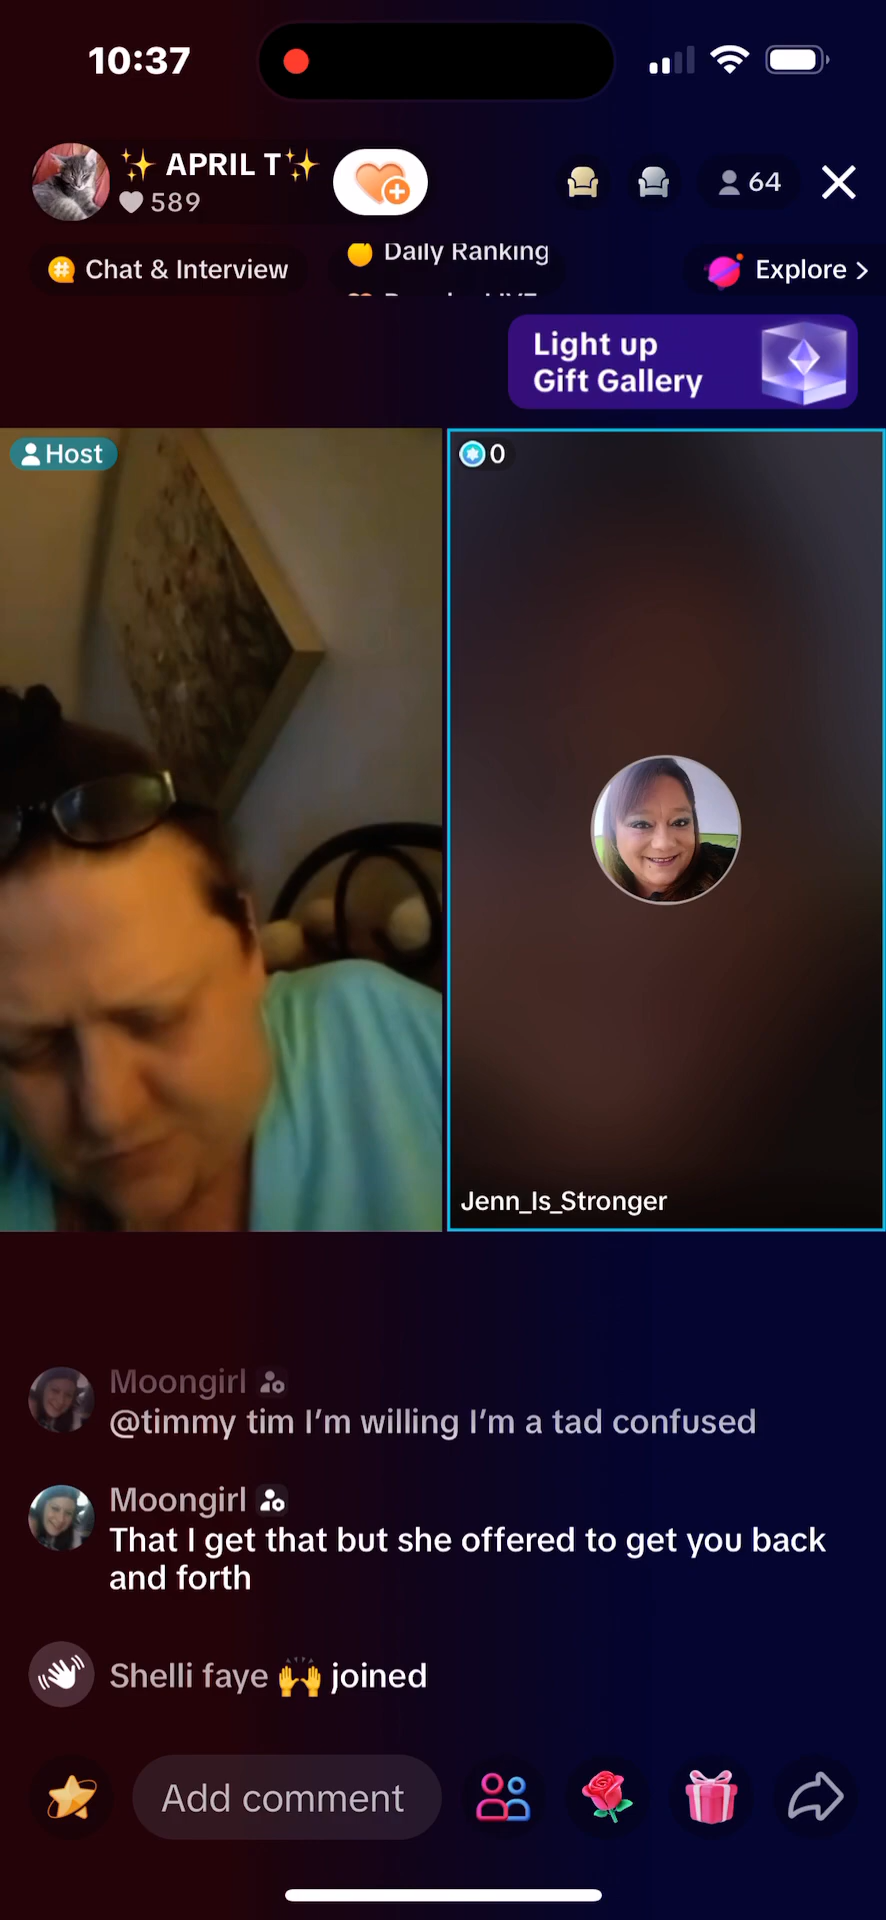 10:37
✨ APRIL T✨
589
64
Chat & Interview
Daily Ranking
Explore >
Light up
Gift Gallery
Host
0
Jenn_Is_Stronger
Moongirl
@timmy tim I'm willing I'm a tad confused
Moongirl
That I get that but she offered to get you back
and forth
Shelli faye 🙌 joined
Add comment